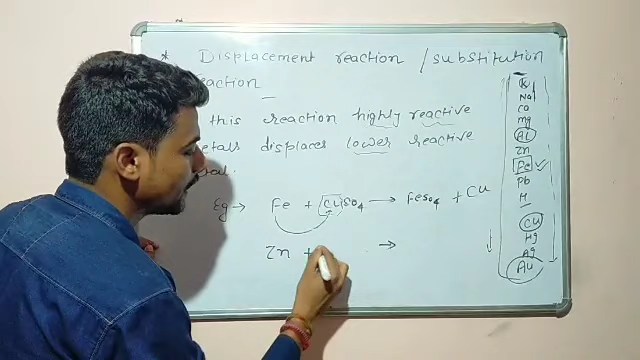 * Displacement reaction / substitution
reaction
this reaction highly reactive
metals displaces lower reactive
Eg → Fe + CuSO4 → FeSO4 + Cu
Zn + →
K
Na
Ca
Mg
Al
Zn
Fe ✓
Pb
H
Cu
Hg
Ag
Au